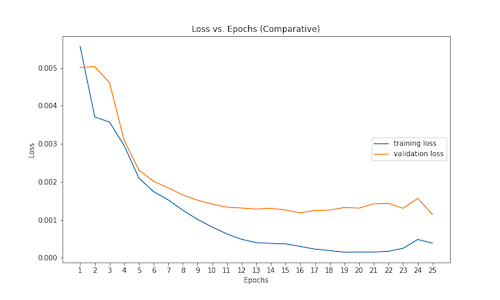 Loss vs. Epochs (Comparative)
0.005
0.004
0.003
0.002
0.001
0.000
Loss
training loss
validation loss
1 2 3 4 5 6 7 8 9 10 11 12 13 14 15 16 17 18 19 20 21 22 23 24 25
Epochs